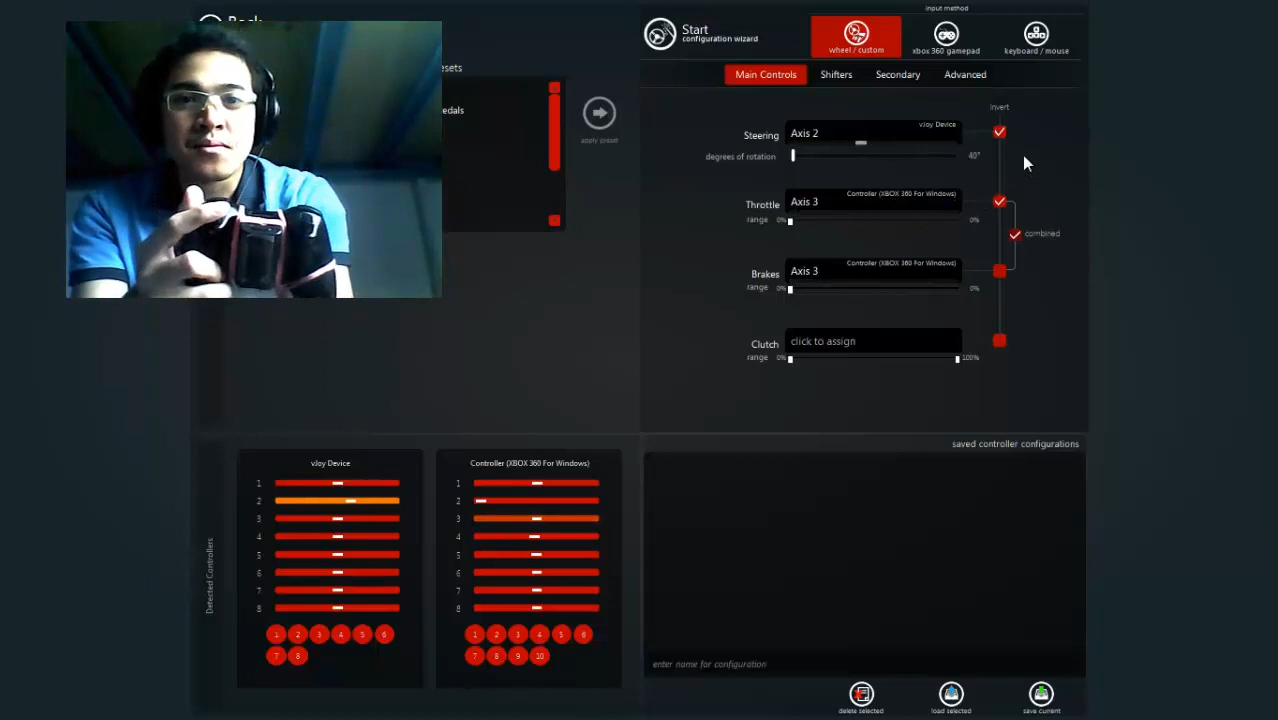 Back
Start
configuration wizard
input method
wheel / custom
xbox 360 gamepad
keyboard / mouse
Main Controls
Shifters
Secondary
Advanced
apply preset
invert
Steering
Axis 2
vJoy Device
degrees of rotation
40°
Throttle
Axis 3
Controller (XBOX 360 For Windows)
range
0%
0%
combined
Brakes
Axis 3
Controller (XBOX 360 For Windows)
range
0%
0%
Clutch
click to assign
range
0%
100%
Detected Controllers
vJoy Device
1
2
3
4
5
6
7
8
1 2 3 4 5 6
7 8
Controller (XBOX 360 For Windows)
1
2
3
4
5
6
7
8
1 2 3 4 5 6
7 8 9 10
saved controller configurations
enter name for configuration
delete selected
load selected
save current